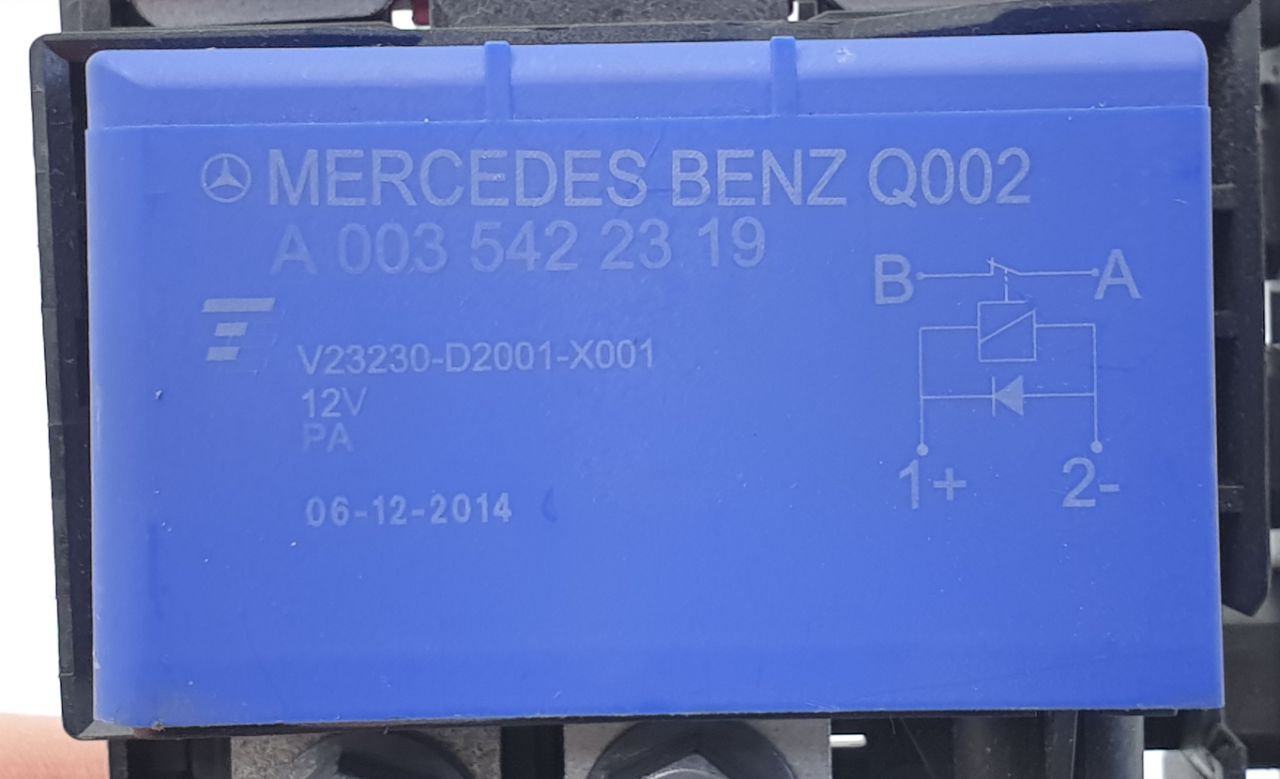 MERCEDES BENZ Q002
A 003 542 23 19
B A
V23230-D2001-X001
12V
PA
1+ 2-
06-12-2014